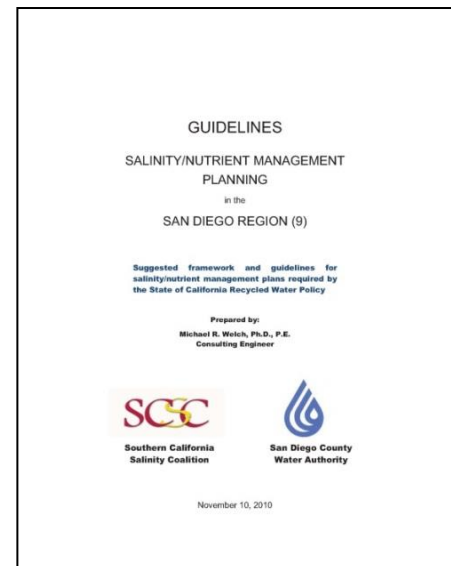 GUIDELINES
SALINITY/NUTRIENT MANAGEMENT
PLANNING
in the
SAN DIEGO REGION (9)
Suggested framework and guidelines for
salinity/nutrient management plans required by
the State of California Recycled Water Policy
Prepared by:
Michael R. Welch, Ph.D., P.E.
Consulting Engineer
SCSC
Southern California
Salinity Coalition
San Diego County
Water Authority
November 10, 2010